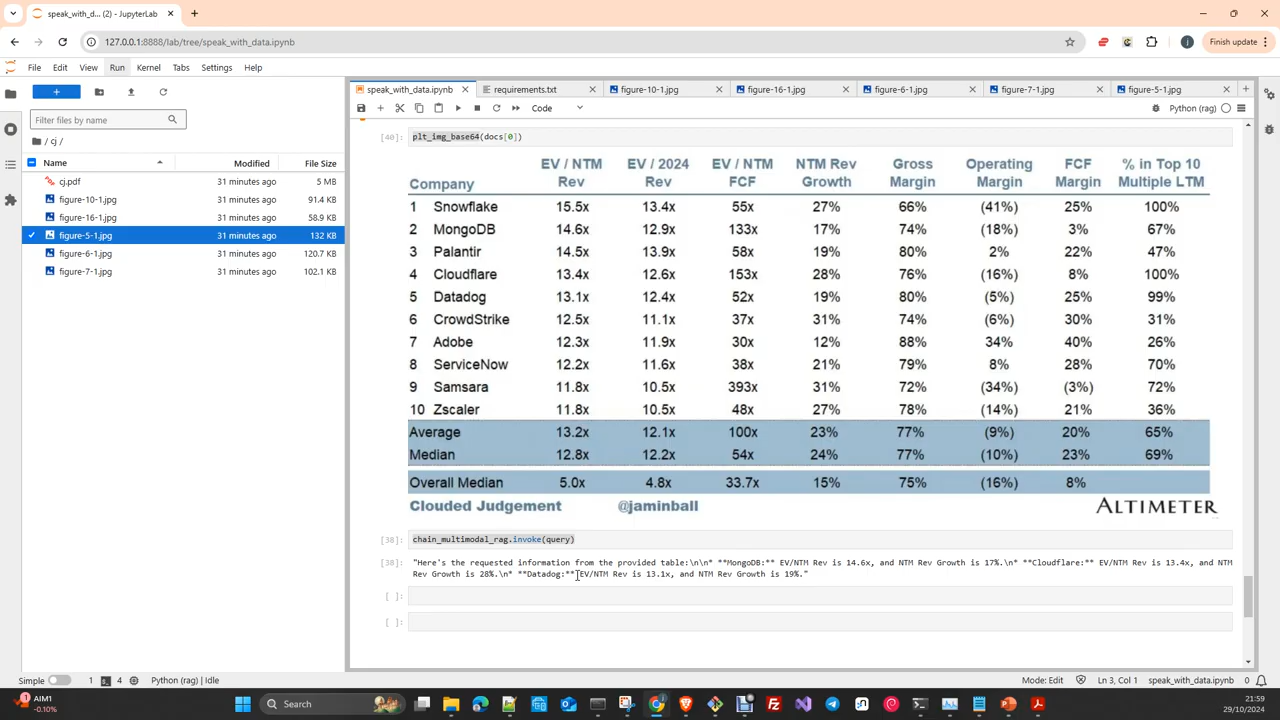 speak_with_d... (2) - JupyterLab
127.0.0.1:8888/lab/tree/speak_with_data.ipynb
Finish update
File Edit View Run Kernel Tabs Settings Help
speak_with_data.ipynb requirements.txt figure-10-1.jpg figure-16-1.jpg figure-6-1.jpg figure-7-1.jpg figure-5-1.jpg
Code Python (rag)
Filter files by name
/ cj /
Name Modified File Size
cj.pdf 31 minutes ago 5 MB
figure-10-1.jpg 31 minutes ago 91.4 KB
figure-16-1.jpg 31 minutes ago 58.9 KB
figure-5-1.jpg 31 minutes ago 132 KB
figure-6-1.jpg 31 minutes ago 120.7 KB
figure-7-1.jpg 31 minutes ago 102.1 KB
[40]: plt_img_base64(docs[0])
EV / NTM EV / 2024 EV / NTM NTM Rev Gross Operating FCF % in Top 10
Company Rev Rev FCF Growth Margin Margin Margin Multiple LTM
1 Snowflake 15.5x 13.4x 55x 27% 66% (41%) 25% 100%
2 MongoDB 14.6x 12.9x 133x 17% 74% (18%) 3% 67%
3 Palantir 14.5x 13.9x 58x 19% 80% 2% 22% 47%
4 Cloudflare 13.4x 12.6x 153x 28% 76% (16%) 8% 100%
5 Datadog 13.1x 12.4x 52x 19% 80% (5%) 25% 99%
6 CrowdStrike 12.5x 11.1x 37x 31% 74% (6%) 30% 31%
7 Adobe 12.3x 11.9x 30x 12% 88% 34% 40% 26%
8 ServiceNow 12.2x 11.6x 38x 21% 79% 8% 28% 70%
9 Samsara 11.8x 10.5x 393x 31% 72% (34%) (3%) 72%
10 Zscaler 11.8x 10.5x 48x 27% 78% (14%) 21% 36%
Average 13.2x 12.1x 100x 23% 77% (9%) 20% 65%
Median 12.8x 12.2x 54x 24% 77% (10%) 23% 69%
Overall Median 5.0x 4.8x 33.7x 15% 75% (16%) 8%
Clouded Judgement @jaminball ALTIMETER
[38]: chain_multimodal_rag.invoke(query)
[38]: "Here's the requested information from the provided table:\n\n* **MongoDB:** EV/NTM Rev is 14.6x, and NTM Rev Growth is 17%.\n* **Cloudflare:** EV/NTM Rev is 13.4x, and NTM
Rev Growth is 28%.\n* **Datadog:** EV/NTM Rev is 13.1x, and NTM Rev Growth is 19%."
[ ]:
[ ]:
Simple 1 4 Python (rag) | Idle Mode: Edit Ln 3, Col 1 speak_with_data.ipynb 0
AIM1
-0.10%
Search
21:59
29/10/2024